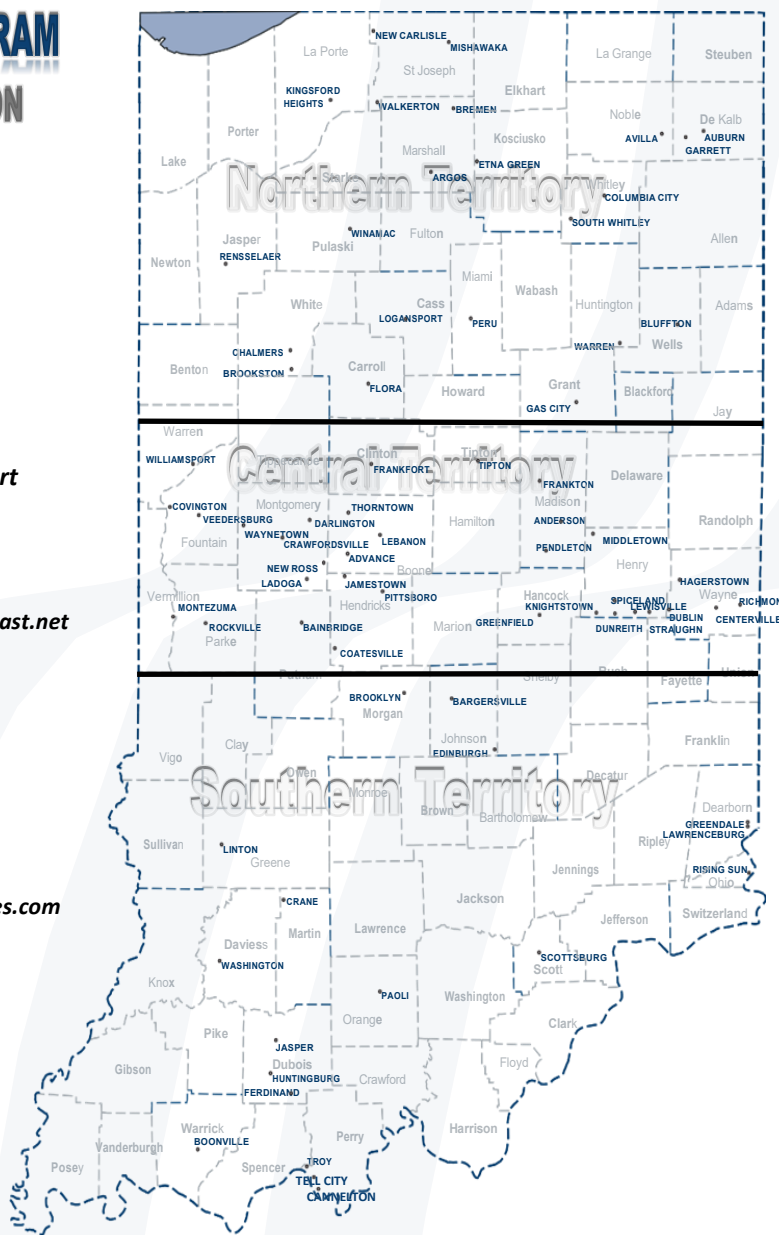 RAM
ON
rt
ast.net
es.com
NEW CARLISLE
MISHAWAKA
La Porte
St Joseph
La Grange
Steuben
KINGSFORD
HEIGHTS
WALKERTON
BREMEN
Elkhart
Noble
De Kalb
Porter
Lake
Marshall
Kosciusko
AVILLA
AUBURN
GARRETT
Starke
ARGOS
ETNA GREEN
Northern Territory
Whitley
COLUMBIA CITY
SOUTH WHITLEY
WINAMAC
Jasper
Pulaski
Fulton
Allen
RENSSELAER
Newton
Miami
Wabash
White
Cass
Huntington
Adams
LOGANSPORT
PERU
BLUFFTON
WARREN
Wells
CHALMERS
BROOKSTON
Benton
Carroll
FLORA
Howard
Grant
Blackford
GAS CITY
Jay
Warren
WILLIAMSPORT
Tippecanoe
Clinton
Tipton
Central Territory
FRANKFORT
TIPTON
Delaware
FRANKTON
Madison
COVINGTON
VEEDERSBURG
Montgomery
THORNTOWN
DARLINGTON
WAYNETOWN
CRAWFORDSVILLE
LEBANON
Hamilton
ANDERSON
Randolph
Fountain
ADVANCE
Boone
PENDLETON
MIDDLETOWN
Henry
NEW ROSS
LADOGA
JAMESTOWN
PITTSBORO
HAGERSTOWN
Vermillion
MONTEZUMA
Hendricks
Hancock
KNIGHTSTOWN
SPICELAND
LEWISVILLE
Wayne
RICHMON
ROCKVILLE
Parke
BAINBRIDGE
Marion
GREENFIELD
DUBLIN
CENTERVILLE
DUNREITH
STRAUGHN
COATESVILLE
Putnam
Shelby
Rush
Fayette
Union
BROOKLYN
Morgan
BARGERSVILLE
Johnson
EDINBURGH
Franklin
Clay
Vigo
Owen
Monroe
Decatur
Southern Territory
Brown
Bartholomew
Dearborn
GREENDALE
LAWRENCEBURG
Sullivan
LINTON
Greene
Ripley
Jennings
RISING SUN
Ohio
CRANE
Jackson
Switzerland
Jefferson
Daviess
Martin
Lawrence
WASHINGTON
SCOTTSBURG
Scott
Knox
PAOLI
Washington
Orange
Clark
Pike
JASPER
Dubois
Floyd
Gibson
HUNTINGBURG
Crawford
FERDINAND
Warrick
BOONVILLE
Vanderburgh
Perry
Harrison
Posey
Spencer
TROY
TELL CITY
CANNELTON